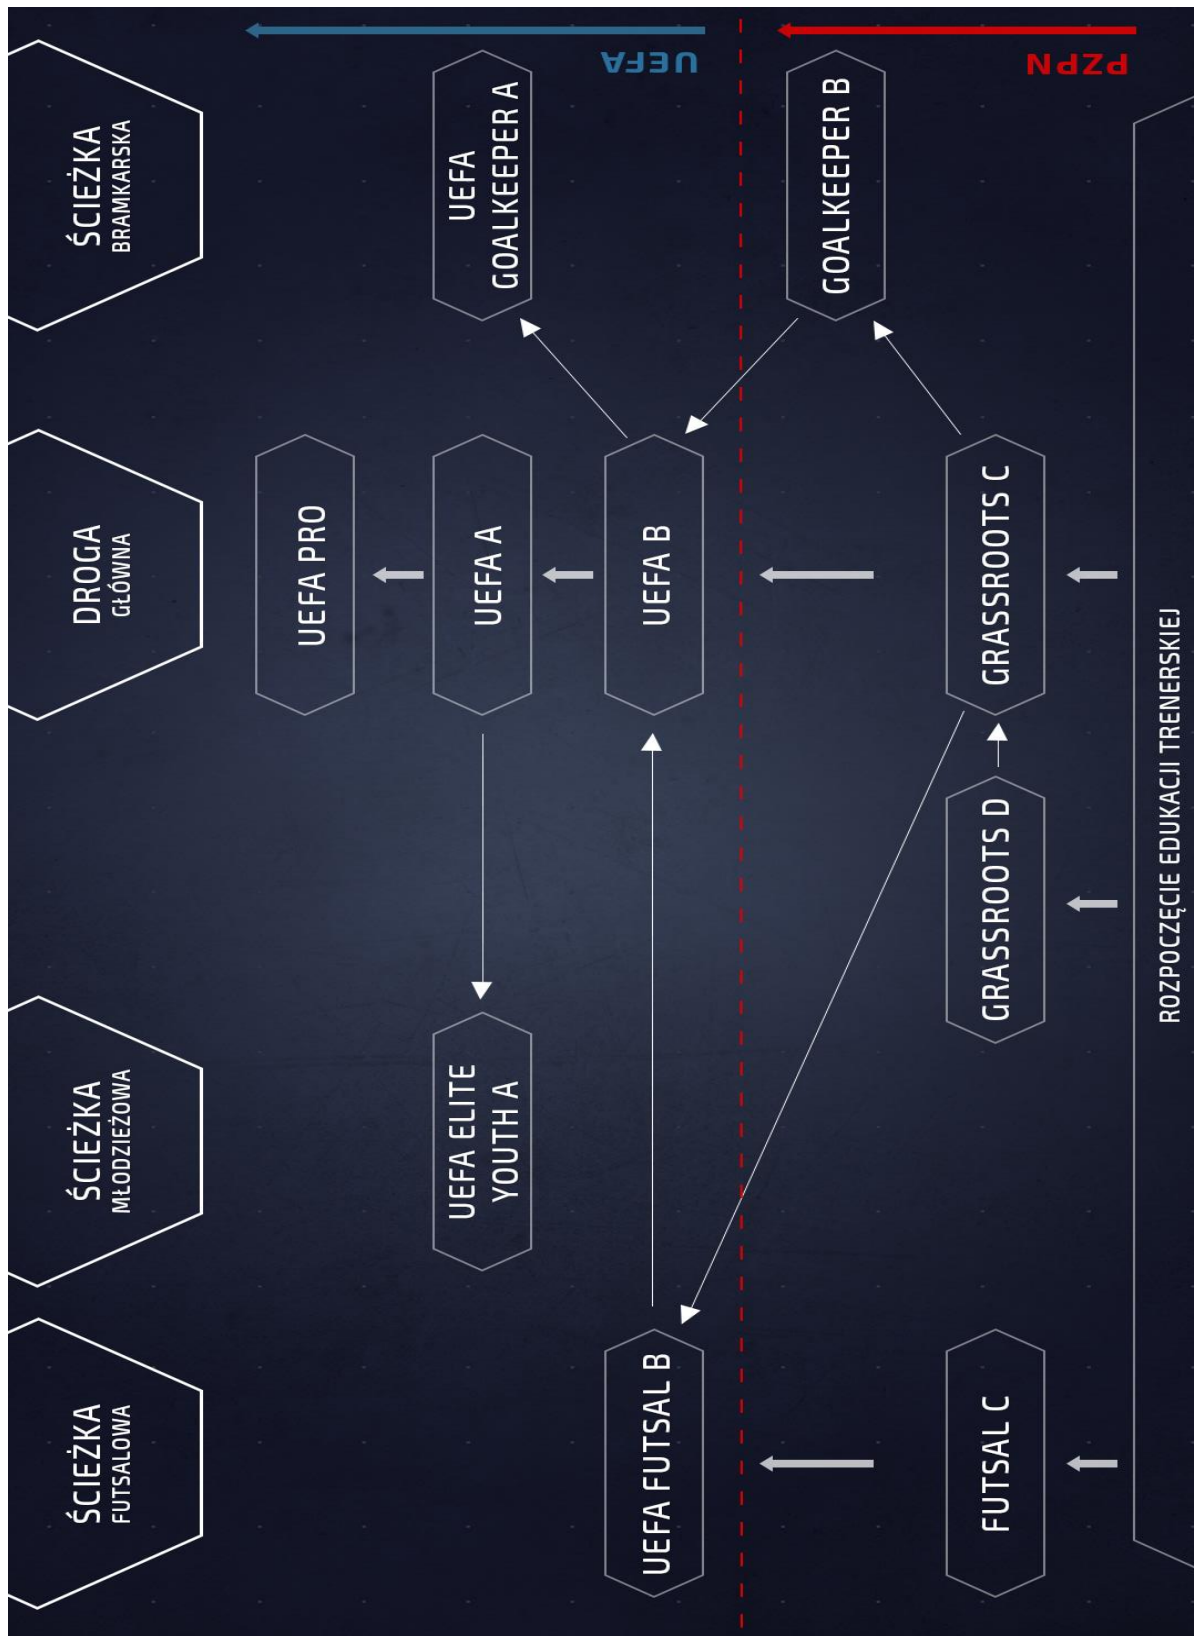 ŚCIEŻKA
FUTSALOWA
ŚCIEŻKA
MŁODZIEŻOWA
DROGA
GŁÓWNA
ŚCIEŻKA
BRAMKARSKA
UEFA PRO
UEFA ELITE
YOUTH A
UEFA A
UEFA
GOALKEEPER A
UEFA FUTSAL B
UEFA B
UEFA
GOALKEEPER B
FUTSAL C
GRASSROOTS D
GRASSROOTS C
PZPN
ROZPOCZĘCIE EDUKACJI TRENERSKIEJ